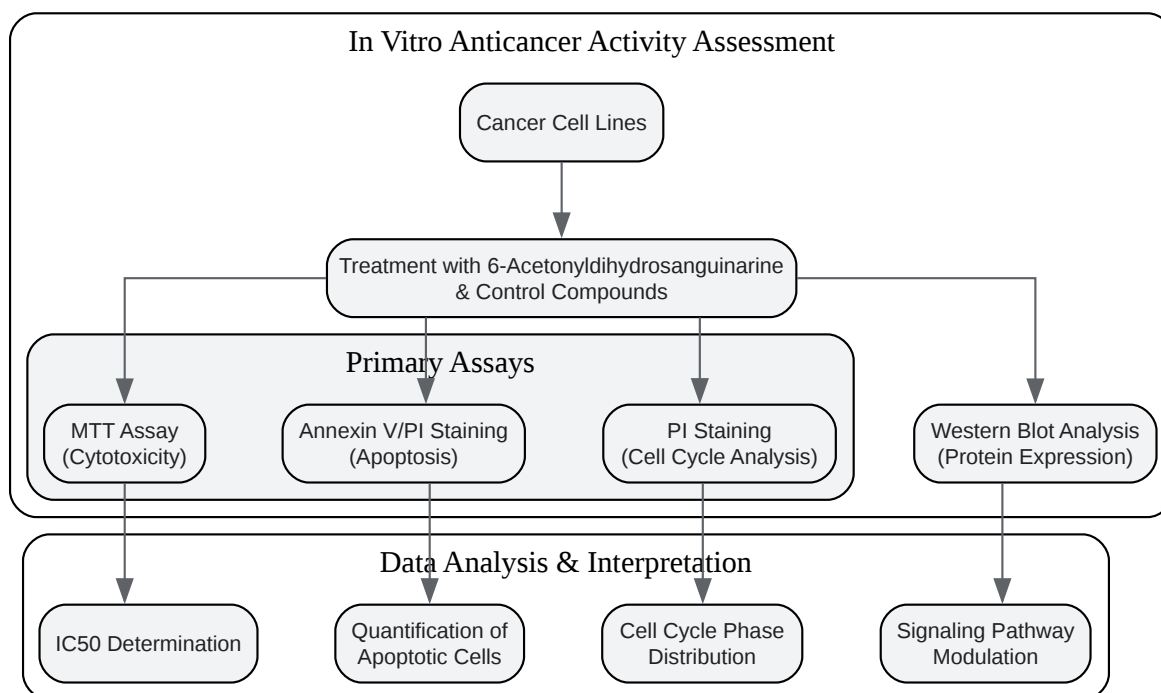 In Vitro Anticancer Activity Assessment
Cancer Cell Lines
Treatment with 6-Acetonyldihydrosanguinarine
& Control Compounds
Primary Assays
MTT Assay
(Cytotoxicity)
Annexin V/PI Staining
(Apoptosis)
PI Staining
(Cell Cycle Analysis)
Western Blot Analysis
(Protein Expression)
Data Analysis & Interpretation
IC50 Determination
Quantification of
Apoptotic Cells
Cell Cycle Phase
Distribution
Signaling Pathway
Modulation